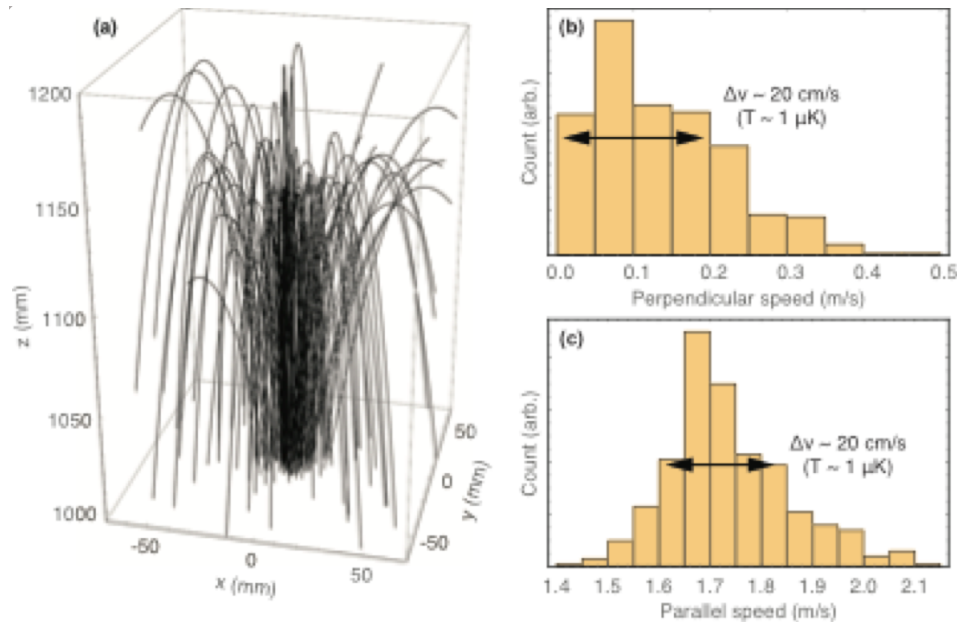 (a)
1200
1150
1100
1050
1000
z (mm)
-50
0
50
x (mm)
50
0
-50
y (mm)
(b)
Count (arb.)
Δv ~ 20 cm/s
(T ~ 1 μK)
0.0 0.1 0.2 0.3 0.4 0.5
Perpendicular speed (m/s)
(c)
Count (arb.)
Δv ~ 20 cm/s
(T ~ 1 μK)
1.4 1.5 1.6 1.7 1.8 1.9 2.0 2.1
Parallel speed (m/s)